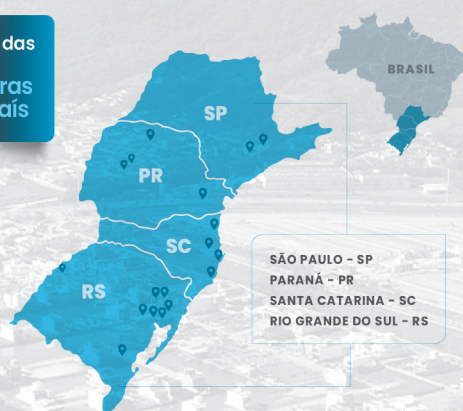 das
ras
aís
BRASIL
SP
PR
SC
RS
SÃO PAULO - SP
PARANÁ - PR
SANTA CATARINA - SC
RIO GRANDE DO SUL - RS